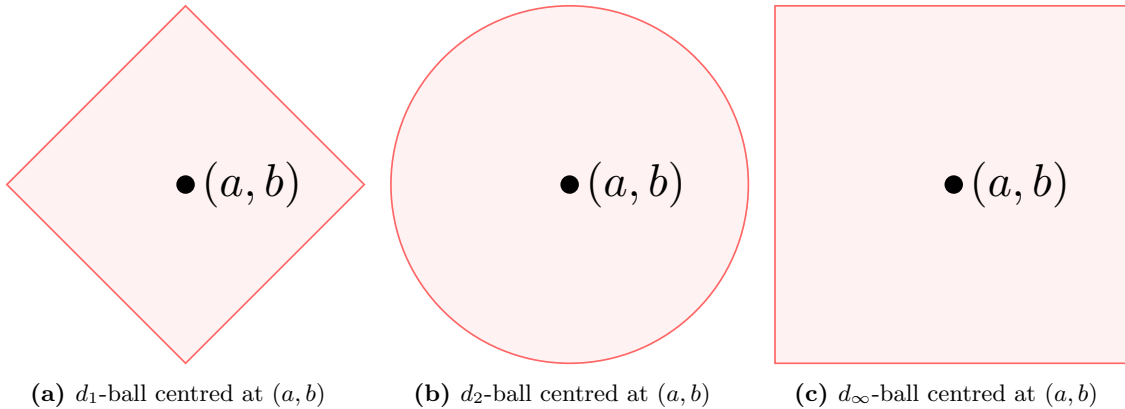 (a, b)
(a, b)
(a, b)
(a) d₁-ball centred at (a, b)
(b) d₂-ball centred at (a, b)
(c) d∞-ball centred at (a, b)